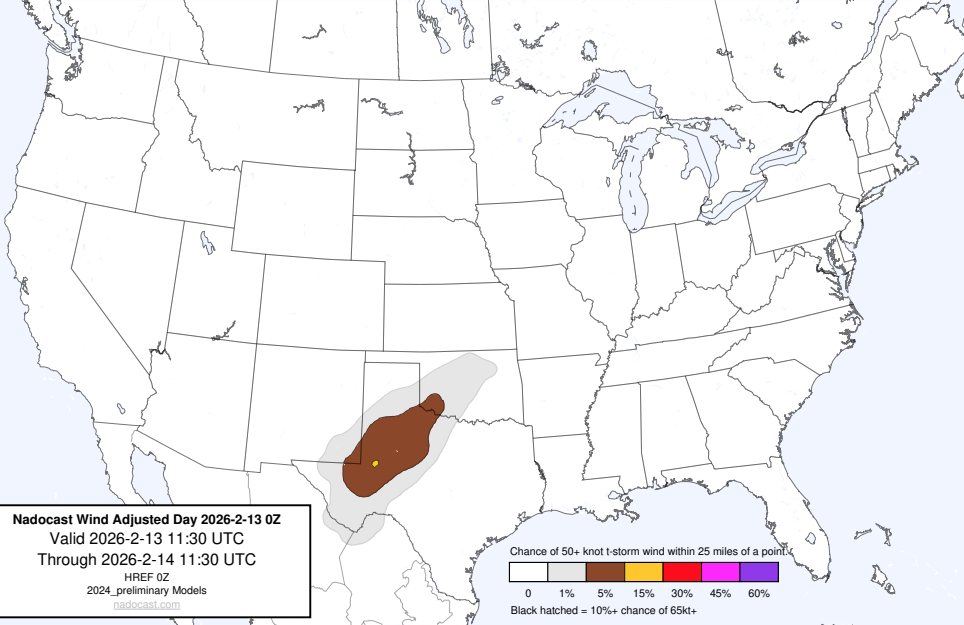 Nadocast Wind Adjusted Day 2026-2-13 0Z
Valid 2026-2-13 11:30 UTC
Through 2026-2-14 11:30 UTC
HREF 0Z
2024_preliminary Models
nadocast.com
Chance of 50+ knot t-storm wind within 25 miles of a point.
0 1% 5% 15% 30% 45% 60%
Black hatched = 10%+ chance of 65kt+